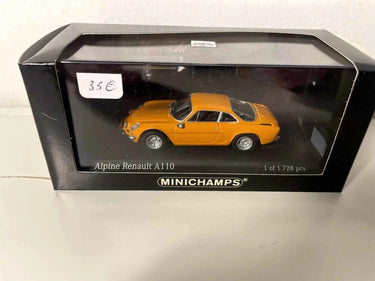 35€
Alpine Renault A110
1 of 1.728 pcs
MINICHAMPS